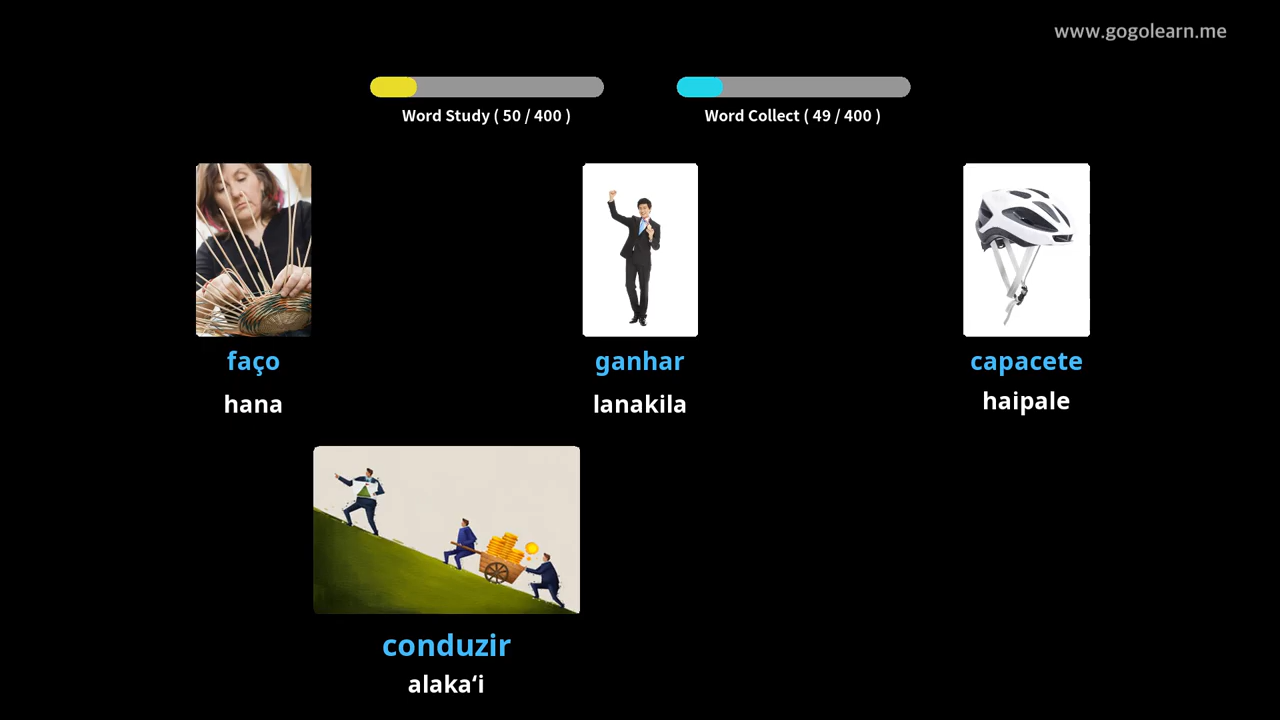 www.gogolearn.me
Word Study ( 50 / 400 )
Word Collect ( 49 / 400 )
faço
hana
ganhar
lanakila
capacete
haipale
conduzir
alakaʻi